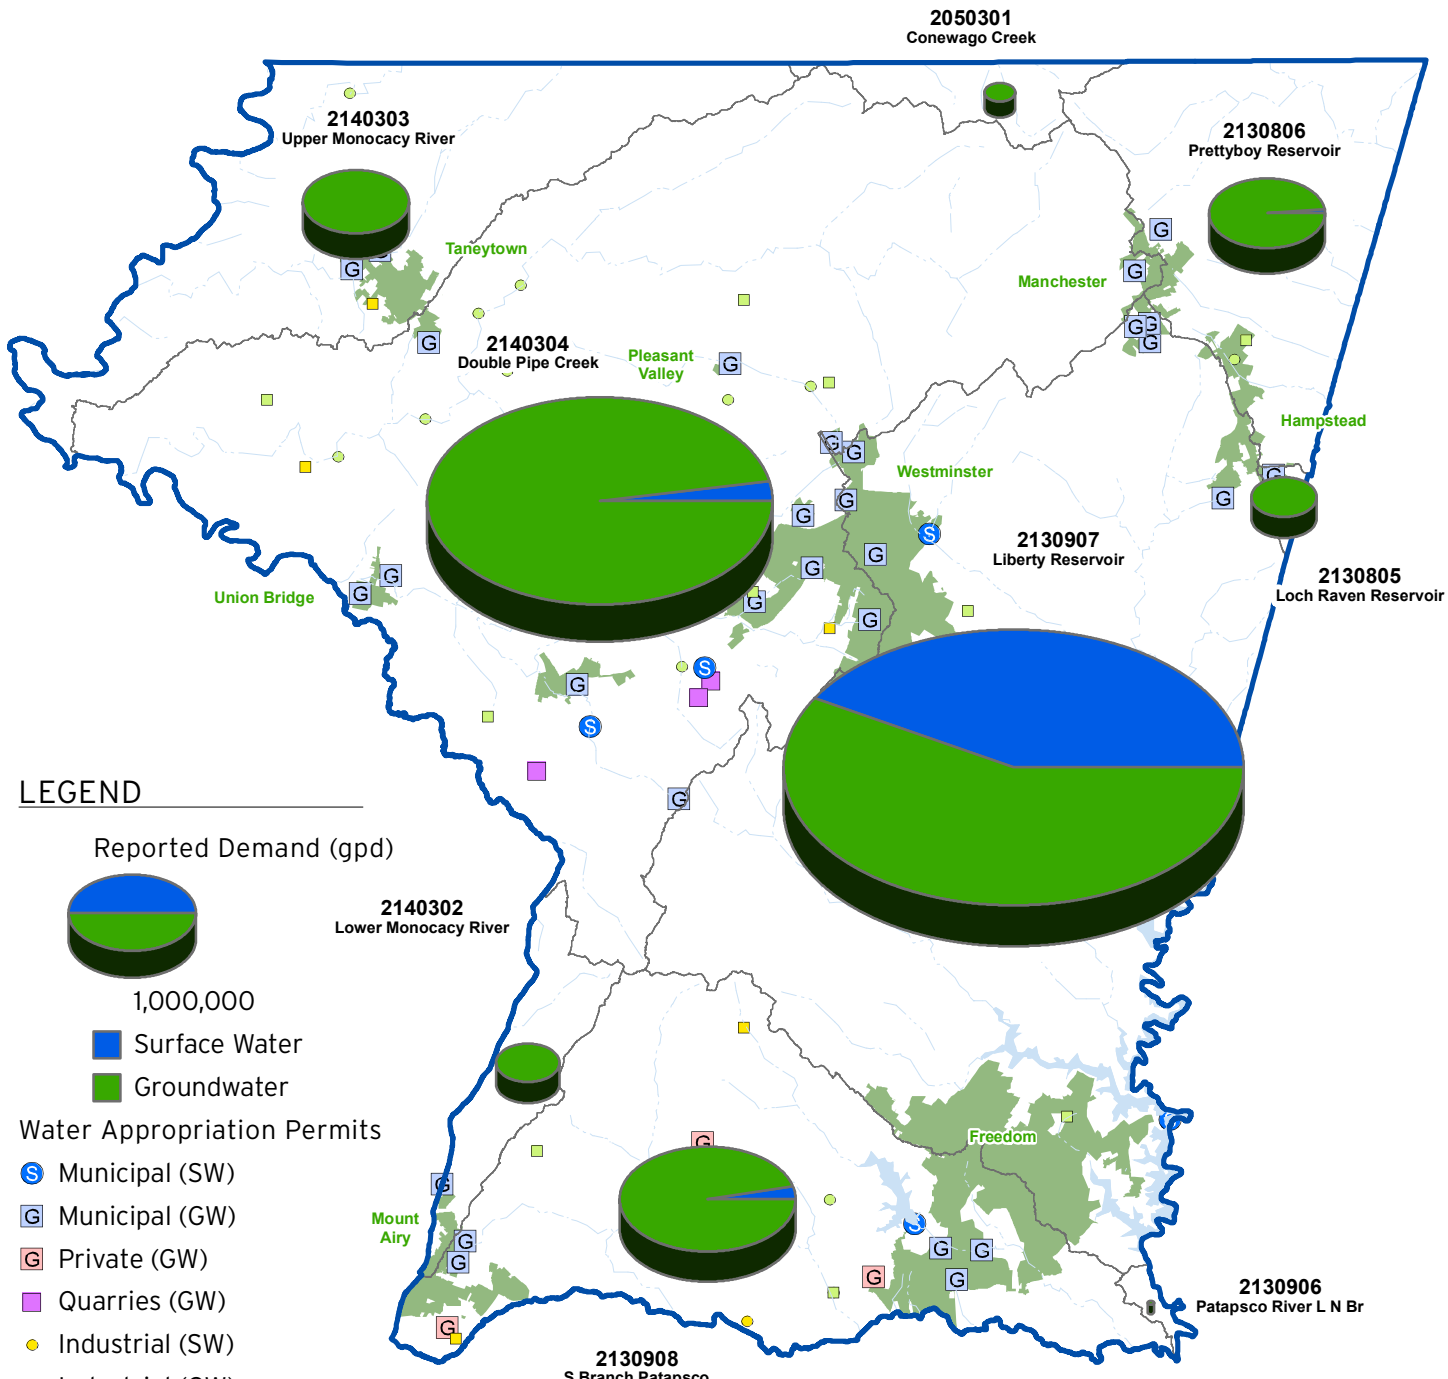 2050301
Conewago Creek
2140303
Upper Monocacy River
2130806
Prettyboy Reservoir
Taneytown
Manchester
2140304
Double Pipe Creek
Pleasant
Valley
G
G
G
G
G
G
G
G
Hampstead
G
G
Westminster
G
G
G
G
S
2130907
Liberty Reservoir
G
G
G
G
Union Bridge
G
G
G
2130805
Loch Raven Reservoir
S
G
S
G
LEGEND
Reported Demand (gpd)
1,000,000
Surface Water
Groundwater
Water Appropriation Permits
S Municipal (SW)
G Municipal (GW)
G Private (GW)
Quarries (GW)
Industrial (SW)
2140302
Lower Monocacy River
G
Freedom
G
Mount
Airy
G
G
S
G
G
G
G
G
2130906
Patapsco River L N Br
2130908
S Branch Patapsco